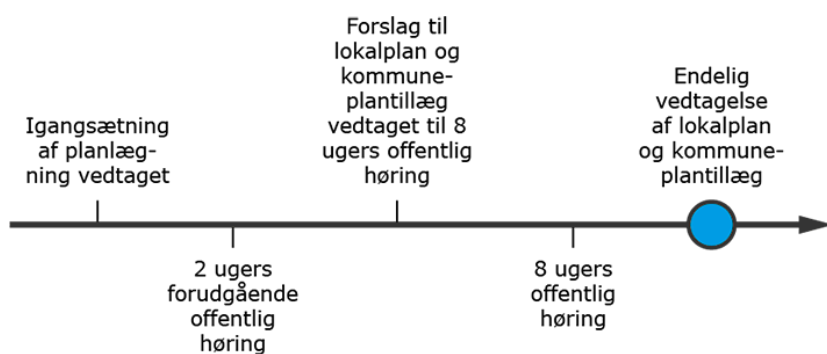 Igangsætning
af planlæg-
ning vedtaget
2 ugers
forudgående
offentlig
høring
Forslag til
lokalplan og
kommune-
plantillæg
vedtaget til 8
ugers offentlig
høring
8 ugers
offentlig
høring
Endelig
vedtagelse
af lokalplan
og kommune-
plantillæg